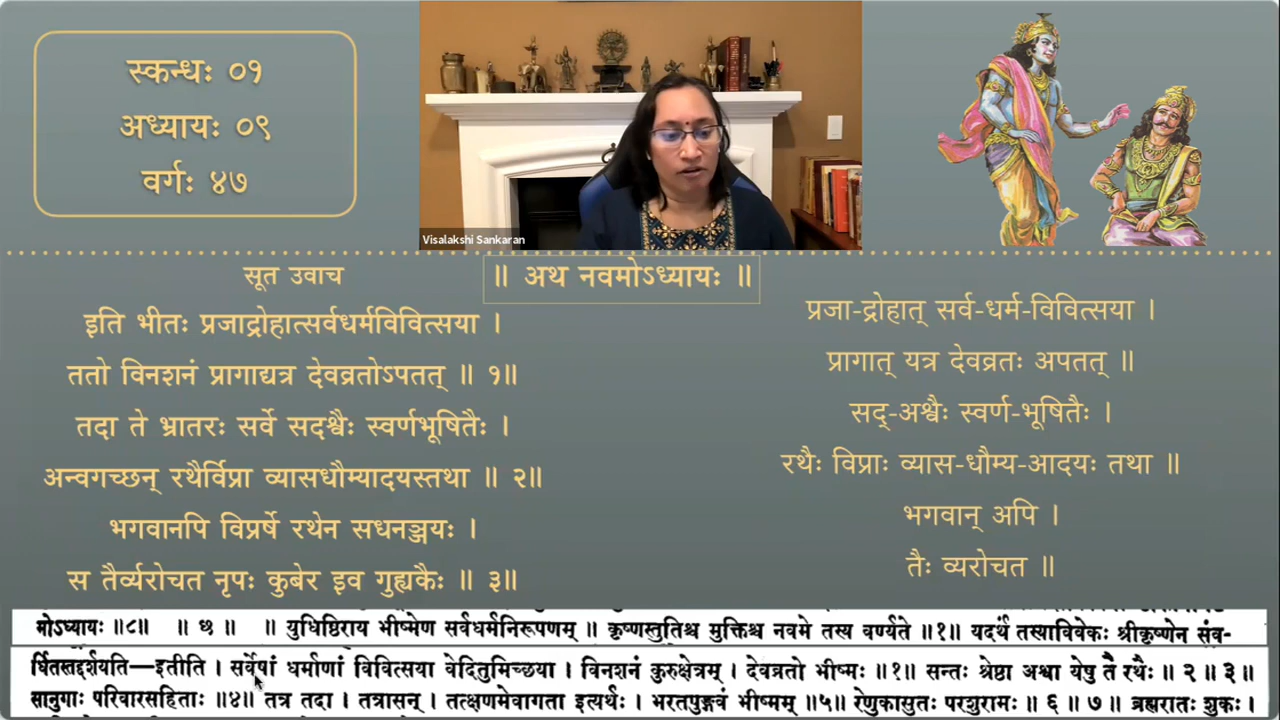 स्कन्धः ०१
अध्यायः ०९
वर्गः ४७
Visalakshi Sankaran
॥ अथ नवमोऽध्यायः ॥
सूत उवाच
इति भीतः प्रजाद्रोहात्सर्वधर्मविवित्सया ।
ततो विनशनं प्रागाद्यत्र देवव्रतोऽपतत् ॥ १॥
तदा ते भ्रातरः सर्वे सदश्वैः स्वर्णभूषितैः ।
अन्वगच्छन् रथैर्विप्रा व्यासधौम्यादयस्तथा ॥ २॥
भगवानपि विप्रर्षे रथेन सधनञ्जयः ।
स तैर्व्यरोचत नृपः कुबेर इव गुह्यकैः ॥ ३॥
प्रजा-द्रोहात् सर्व-धर्म-विवित्सया ।
प्रागात् यत्र देवव्रतः अपतत् ॥
सद्-अश्वैः स्वर्ण-भूषितैः ।
रथैः विप्राः व्यास-धौम्य-आदयः तथा ॥
भगवान् अपि ।
तैः व्यरोचत ॥
मोऽध्यायः ॥८॥ ॥ छ ॥ ॥ युधिष्ठिराय भीष्मेण सर्वधर्मनिरूपणम् ॥ कृष्णस्तुतिश्च मुक्तिश्च नवमे तस्य वर्ण्यते ॥१॥ यदर्थं तस्याविवेकः श्रीकृष्णेन संव-
र्धितस्तद्दर्शयति—इतीति । सर्वेषां धर्माणां विवित्सया वेदितुमिच्छया । विनशनं कुरुक्षेत्रम् । देवव्रतो भीष्मः ॥१॥ सन्तः श्रेष्ठा अश्वा येषु तै रथैः ॥ २ ॥ ३॥
सानुगाः परिवारसहिताः ॥४॥ तत्र तदा । तत्रासन् । तत्क्षणमेवागता इत्यर्थः । भरतपुङ्गवं भीष्मम् ॥५॥ रेणुकासुतः परशुरामः ॥ ६ ॥ ७ ॥ ब्रह्मरातः शुकः ।